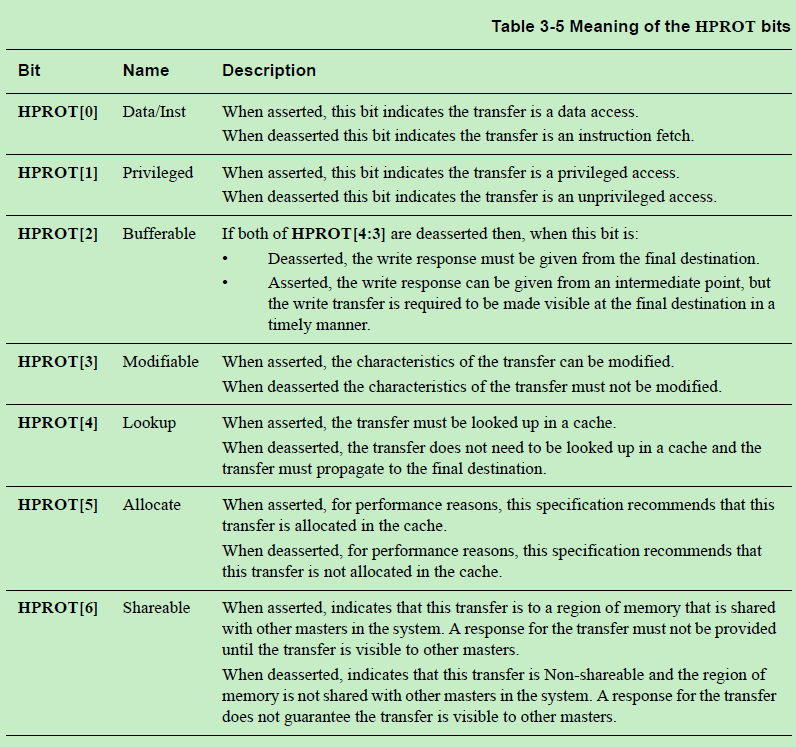 Table 3-5 Meaning of the HPROT bits
Bit Name Description
HPROT[0] Data/Inst When asserted, this bit indicates the transfer is a data access.
When deasserted this bit indicates the transfer is an instruction fetch.
HPROT[1] Privileged When asserted, this bit indicates the transfer is a privileged access.
When deasserted this bit indicates the transfer is an unprivileged access.
HPROT[2] Bufferable If both of HPROT[4:3] are deasserted then, when this bit is:
• Deasserted, the write response must be given from the final destination.
• Asserted, the write response can be given from an intermediate point, but
the write transfer is required to be made visible at the final destination in a
timely manner.
HPROT[3] Modifiable When asserted, the characteristics of the transfer can be modified.
When deasserted the characteristics of the transfer must not be modified.
HPROT[4] Lookup When asserted, the transfer must be looked up in a cache.
When deasserted, the transfer does not need to be looked up in a cache and the
transfer must propagate to the final destination.
HPROT[5] Allocate When asserted, for performance reasons, this specification recommends that this
transfer is allocated in the cache.
When deasserted, for performance reasons, this specification recommends that
this transfer is not allocated in the cache.
HPROT[6] Shareable When asserted, indicates that this transfer is to a region of memory that is shared
with other masters in the system. A response for the transfer must not be provided
until the transfer is visible to other masters.
When deasserted, indicates that this transfer is Non-shareable and the region of
memory is not shared with other masters in the system. A response for the transfer
does not guarantee the transfer is visible to other masters.